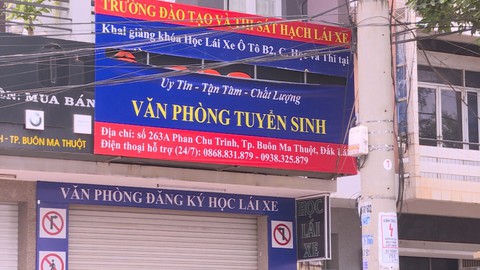 TRƯỜNG ĐÀO TẠO VÀ THI SÁT HẠCH LÁI XE
Khai giảng khóa Học Lái Xe Ô Tô B2, C. Học và Thi tại
Uy Tín - Tận Tâm - Chất Lượng
VĂN PHÒNG TUYỂN SINH
Địa chỉ: số 263A Phan Chu Trinh, Tp. Buôn Ma Thuột, Đắk Lắk
Điện thoại hỗ trợ (24/7): 0868.831.879 - 0938.325.879
MUA BÁN
H - TP. BUÔN MA THUỘT
VĂN PHÒNG ĐĂNG KÝ HỌC LÁI XE
HỌC
LÁI
XE